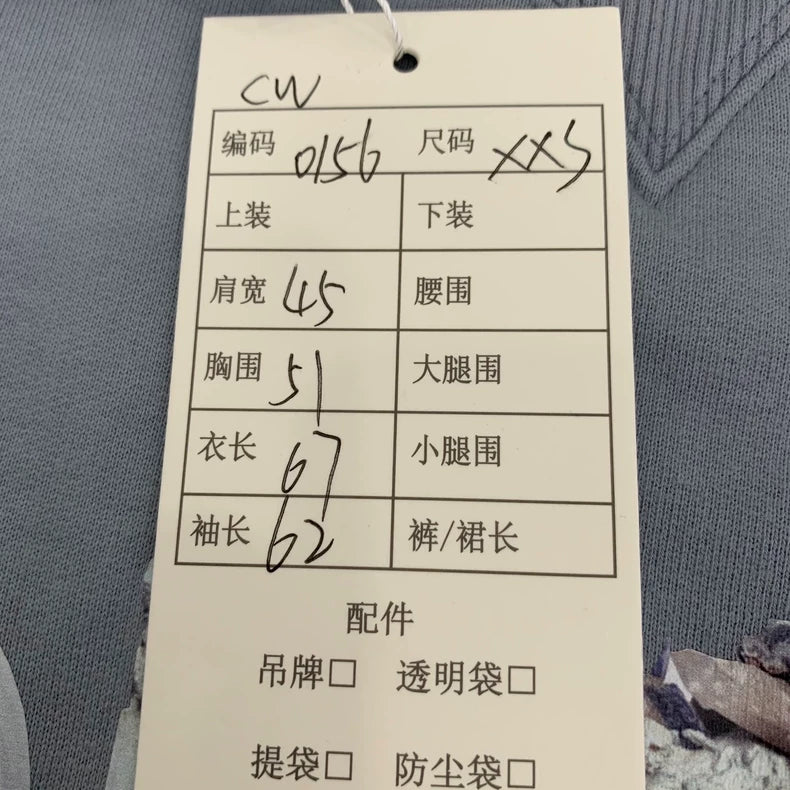 CW
编码 0156 尺码 XXS
上装 下装
肩宽 45 腰围
胸围 51 大腿围
衣长 67 小腿围
袖长 62 裤/裙长
配件
吊牌□ 透明袋□
提袋□ 防尘袋□